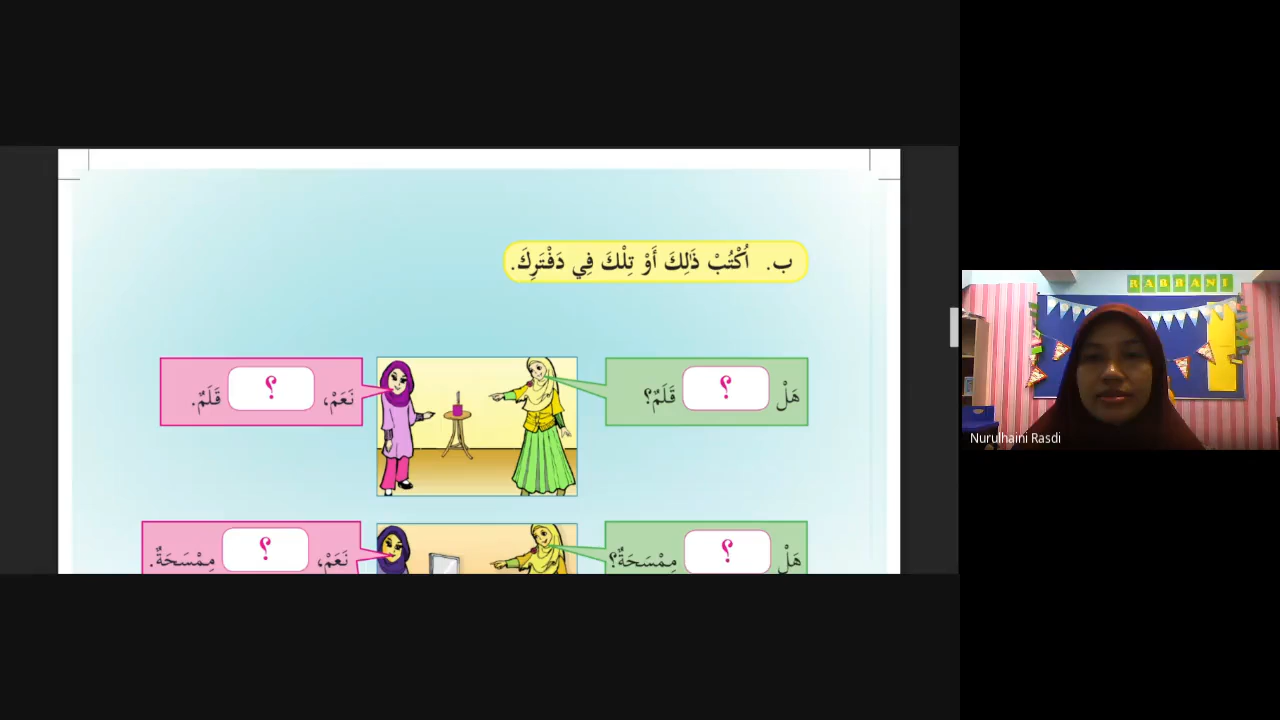 ب. اُكْتُبْ ذَلِكَ أَوْ تِلْكَ فِي دَفْتَرِكَ.
هَلْ ؟ قَلَمٌ؟
نَعَمْ، ؟ قَلَمٌ.
هَلْ ؟ مِمْسَحَةٌ؟
نَعَمْ، ؟ مِمْسَحَةٌ.
RABBANI
Nurulhaini Rasdi